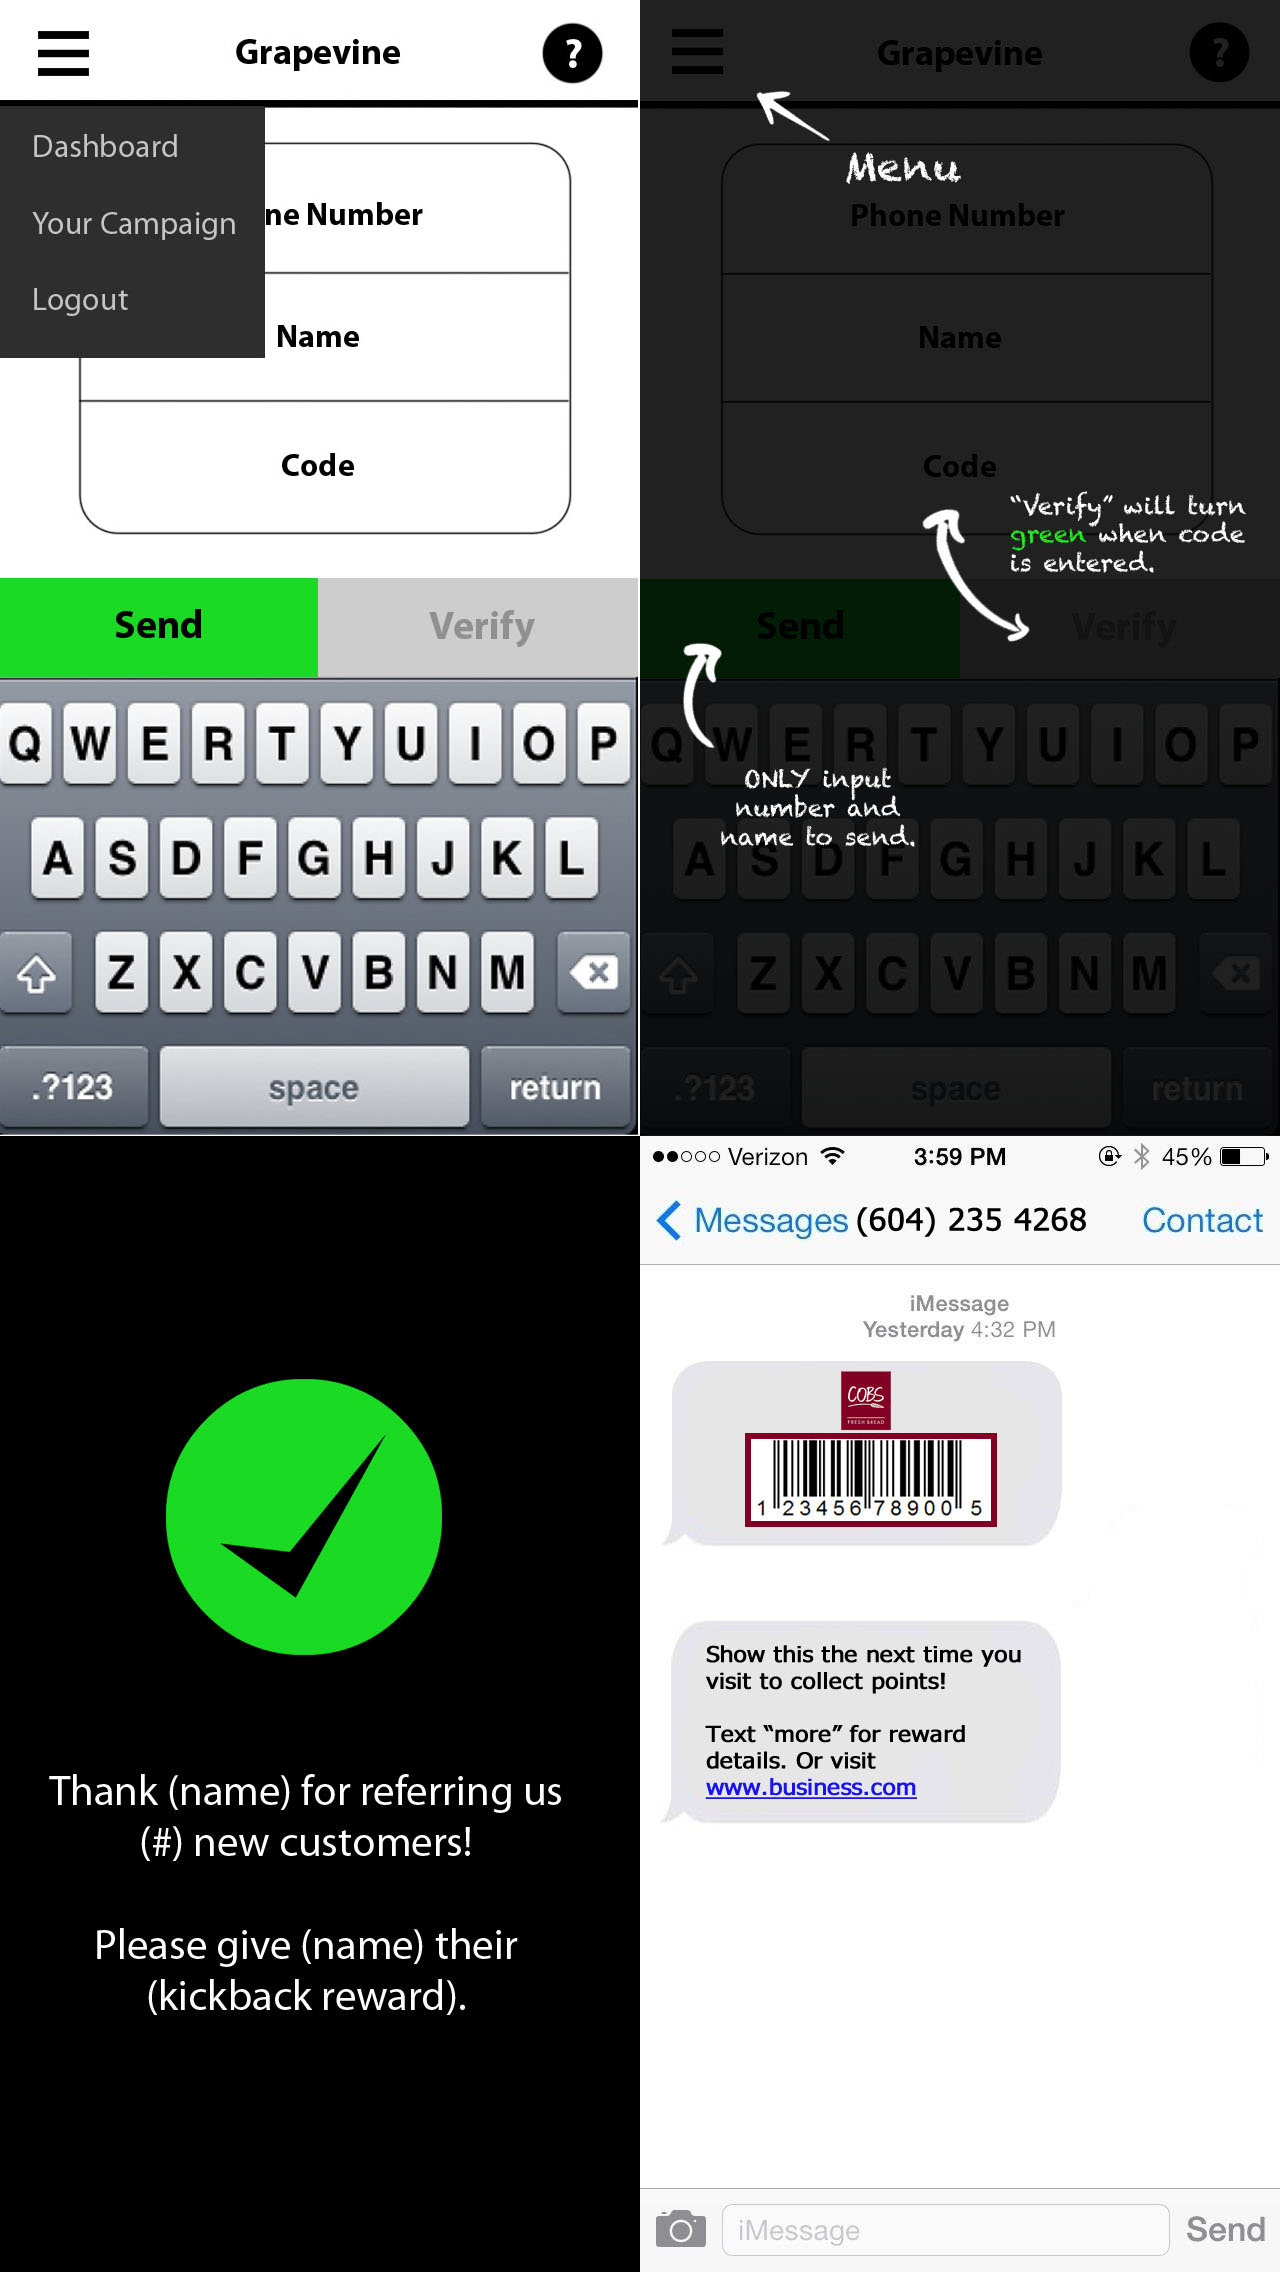 Grapevine
?
Dashboard
Your Campaign
Logout
ne Number
Name
Code
Send
Verify
Q W E R T Y U I O P
A S D F G H J K L
Z X C V B N M
.?123
space
return
Grapevine
?
Menu
Phone Number
Name
Code
“Verify” will turn
green when code
is entered.
Send
Verify
Q W E R T Y U I O P
ONLY input
number and
name to send.
A S D F G H J K L
Z X C V B N M
.?123
space
return
Thank (name) for referring us
(#) new customers!
Please give (name) their
(kickback reward).
Verizon
3:59 PM
45%
Messages
(604) 235 4268
Contact
iMessage
Yesterday 4:32 PM
COBS
FRESH BREAD
1 23456 78900 5
Show this the next time you
visit to collect points!
Text “more” for reward
details. Or visit
www.business.com
iMessage
Send